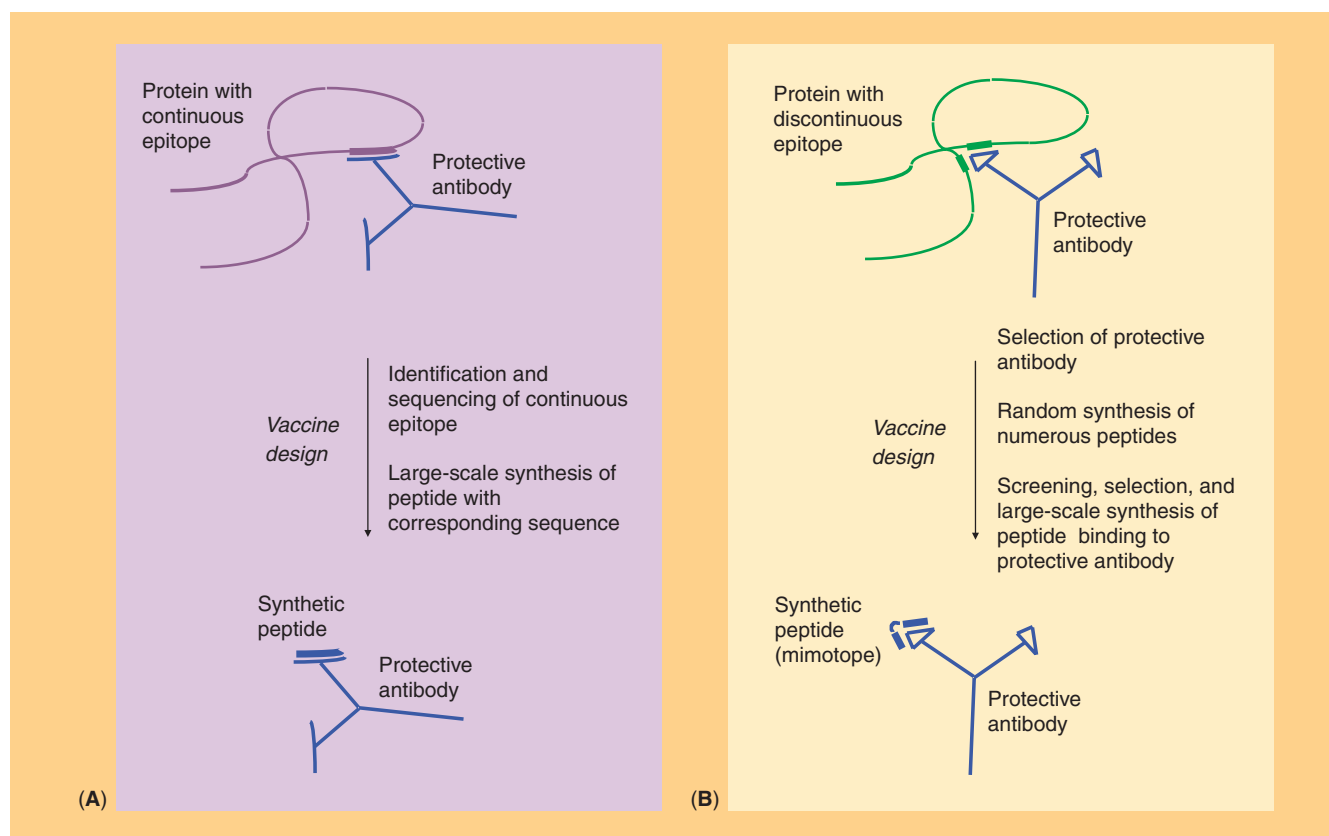 Protein with
continuous
epitope
Protective
antibody
Identification and
sequencing of continuous
epitope
Vaccine
design
Large-scale synthesis of
peptide with
corresponding sequence
Synthetic
peptide
Protective
antibody
(A)
Protein with
discontinuous
epitope
Protective
antibody
Selection of protective
antibody
Random synthesis of
numerous peptides
Vaccine
design
Screening, selection, and
large-scale synthesis of
peptide binding to
protective antibody
Synthetic
peptide
(mimotope)
Protective
antibody
(B)